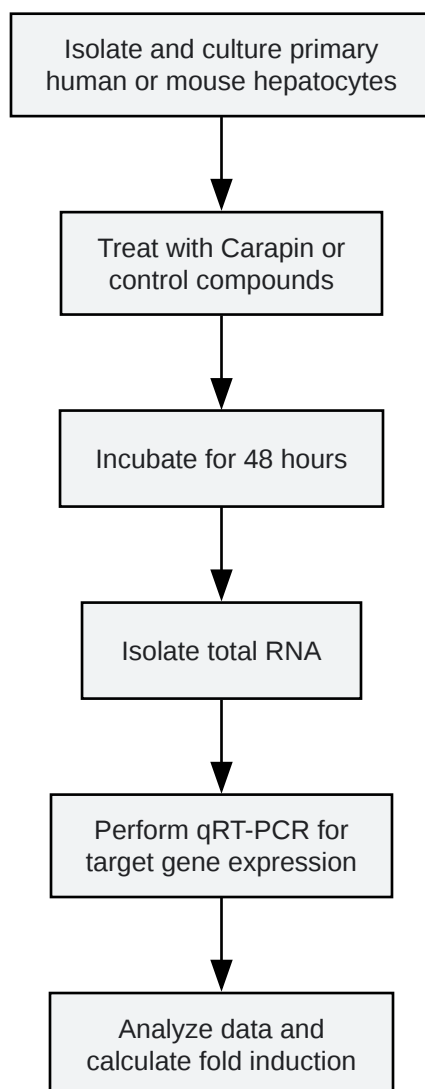 Isolate and culture primary
human or mouse hepatocytes
Treat with Carapin or
control compounds
Incubate for 48 hours
Isolate total RNA
Perform qRT-PCR for
target gene expression
Analyze data and
calculate fold induction